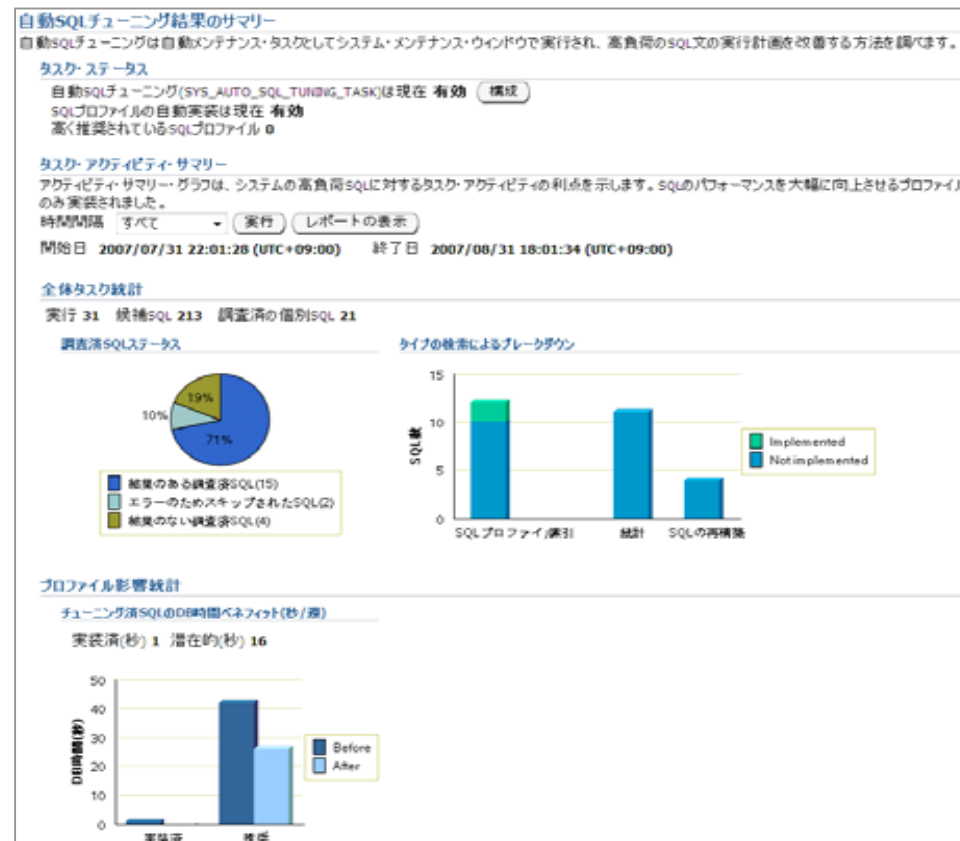 自動SQLチューニング結果のサマリー
自動SQLチューニングは自動メンテナンス・タスクとしてシステム・メンテナンス・ウィンドウで実行され、高負荷のSQL文の実行計画を改善する方法を調べます。
タスク・ステータス
自動SQLチューニング(SYS_AUTO_SQL_TUNING_TASK)は現在 有効 構成
SQLプロファイルの自動実装は現在 有効
高く推奨されているSQLプロファイル 0
タスク・アクティビティ・サマリー
アクティビティ・サマリー・グラフは、システムの高負荷SQLに対するタスク・アクティビティの利点を示します。SQLのパフォーマンスを大幅に向上させるプロファイル
のみ実装されました。
時間間隔 すべて 実行 レポートの表示
開始日 2007/07/31 22:01:28 (UTC+09:00) 終了日 2007/08/31 18:01:34 (UTC+09:00)
全体タスク統計
実行 31 候補SQL 213 調査済の個別SQL 21
調査済SQLステータス
19%
10%
71%
結果のある調査済SQL(15)
エラーのためスキップされたSQL(2)
結果のない調査済SQL(4)
タイプの検索によるブレークダウン
15
10
5
0
SQL数
SQLプロファイ/索引 統計 SQLの再構築
Implemented
Not implemented
プロファイル影響統計
チューニング済SQLのDB時間ベネフィット(秒/週)
実装済(秒) 1 潜在的(秒) 16
50
40
30
20
10
0
DB時間(秒)
実装済 推奨
Before
After